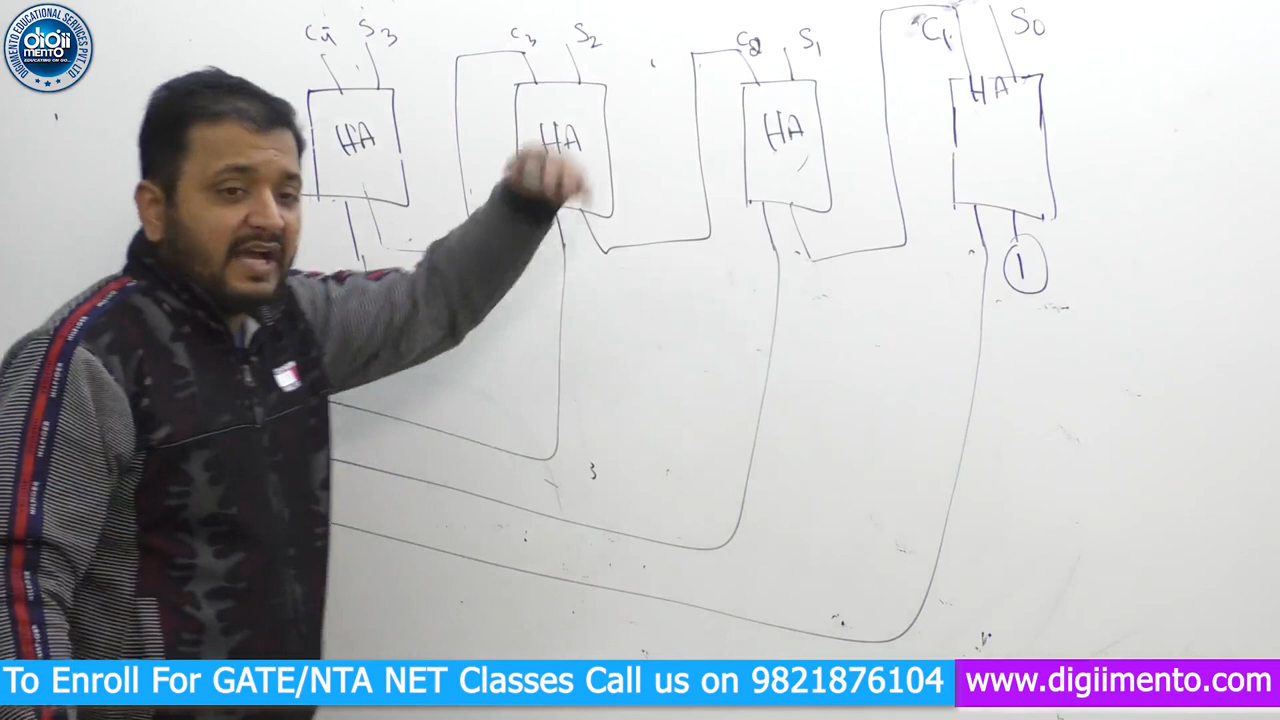 DIGIIMENTO EDUCATIONAL SERVICES PVT LTD
digii
MENTO
EDUCATING ON GO
C4 S3 C3 S2 C2 S1 C1 S0
HA HA HA HA
1
HILFIGER
To Enroll For GATE/NTA NET Classes Call us on 9821876104
www.digiimento.com